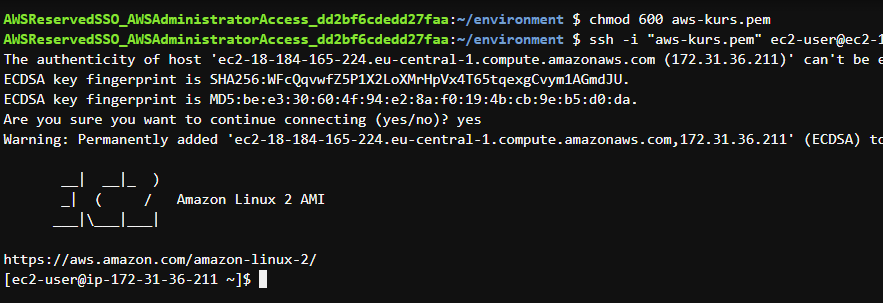 AWSReservedSSO_AWSAdministratorAccess_dd2bf6cdedd27faa:~/environment $ chmod 600 aws-kurs.pem
AWSReservedSSO_AWSAdministratorAccess_dd2bf6cdedd27faa:~/environment $ ssh -i "aws-kurs.pem" ec2-user@ec2-1
The authenticity of host 'ec2-18-184-165-224.eu-central-1.compute.amazonaws.com (172.31.36.211)' can't be e
ECDSA key fingerprint is SHA256:WFcQqvwfZ5P1X2LoXMrHpVx4T65tqexgCvym1AGmdJU.
ECDSA key fingerprint is MD5:be:e3:30:60:4f:94:e2:8a:f0:19:4b:cb:9e:b5:d0:da.
Are you sure you want to continue connecting (yes/no)? yes
Warning: Permanently added 'ec2-18-184-165-224.eu-central-1.compute.amazonaws.com,172.31.36.211' (ECDSA) to
       __|  __|_  )
       _|  (     /   Amazon Linux 2 AMI
      ___|\___|___|
https://aws.amazon.com/amazon-linux-2/
[ec2-user@ip-172-31-36-211 ~]$